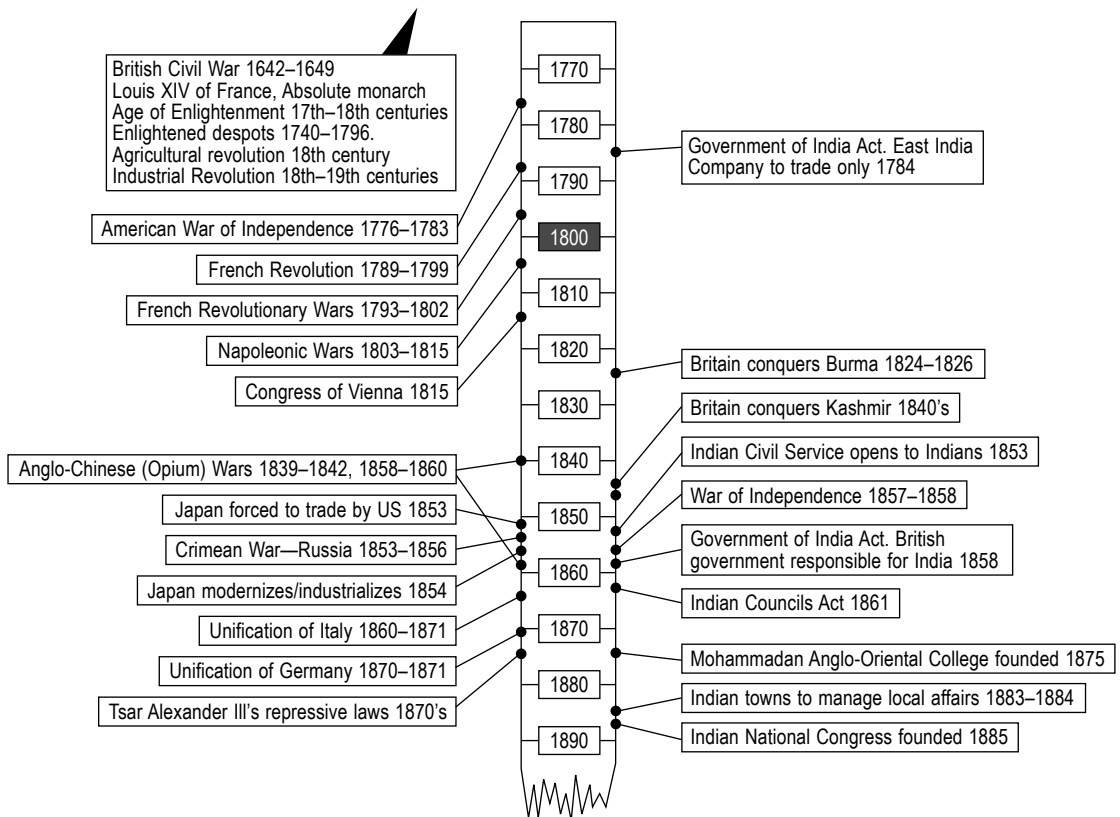 British Civil War 1642–1649
Louis XIV of France, Absolute monarch
Age of Enlightenment 17th–18th centuries
Enlightened despots 1740–1796.
Agricultural revolution 18th century
Industrial Revolution 18th–19th centuries
American War of Independence 1776–1783
French Revolution 1789–1799
French Revolutionary Wars 1793–1802
Napoleonic Wars 1803–1815
Congress of Vienna 1815
Anglo-Chinese (Opium) Wars 1839–1842, 1858–1860
Japan forced to trade by US 1853
Crimean War—Russia 1853–1856
Japan modernizes/industrializes 1854
Unification of Italy 1860–1871
Unification of Germany 1870–1871
Tsar Alexander III's repressive laws 1870's
1770
1780
1790
1800
1810
1820
1830
1840
1850
1860
1870
1880
1890
Government of India Act. East India
Company to trade only 1784
Britain conquers Burma 1824–1826
Britain conquers Kashmir 1840's
Indian Civil Service opens to Indians 1853
War of Independence 1857–1858
Government of India Act. British
government responsible for India 1858
Indian Councils Act 1861
Mohammadan Anglo-Oriental College founded 1875
Indian towns to manage local affairs 1883–1884
Indian National Congress founded 1885